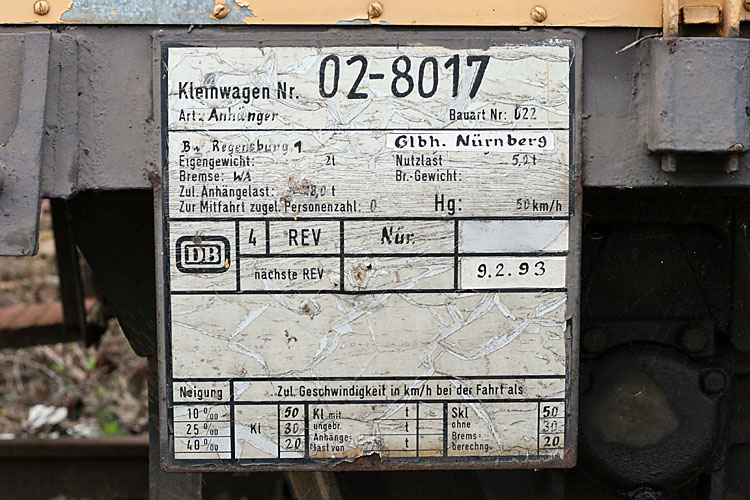 Kleinwagen Nr. 02-8017
Art: Anhänger Bauart Nr: 022
Bw Regensburg 1 Glbh. Nürnberg
Eigengewicht: 2t Nutzlast 5,0 t
Bremse: WA Br.-Gewicht:
Zul. Anhängelast: 18,0 t
Zur Mitfahrt zugel. Personenzahl: 0 Hg: 50 km/h
DB 4 REV Nür.
nächste REV 9.2.93
Neigung Zul. Geschwindigkeit in km/h bei der Fahrt als
10 ‰ 50 Kl mit t Skl 50
25 ‰ Kl 30 ungebr. t ohne 30
40 ‰ 20 Anhänge- t Brems- 20
last von berechng.